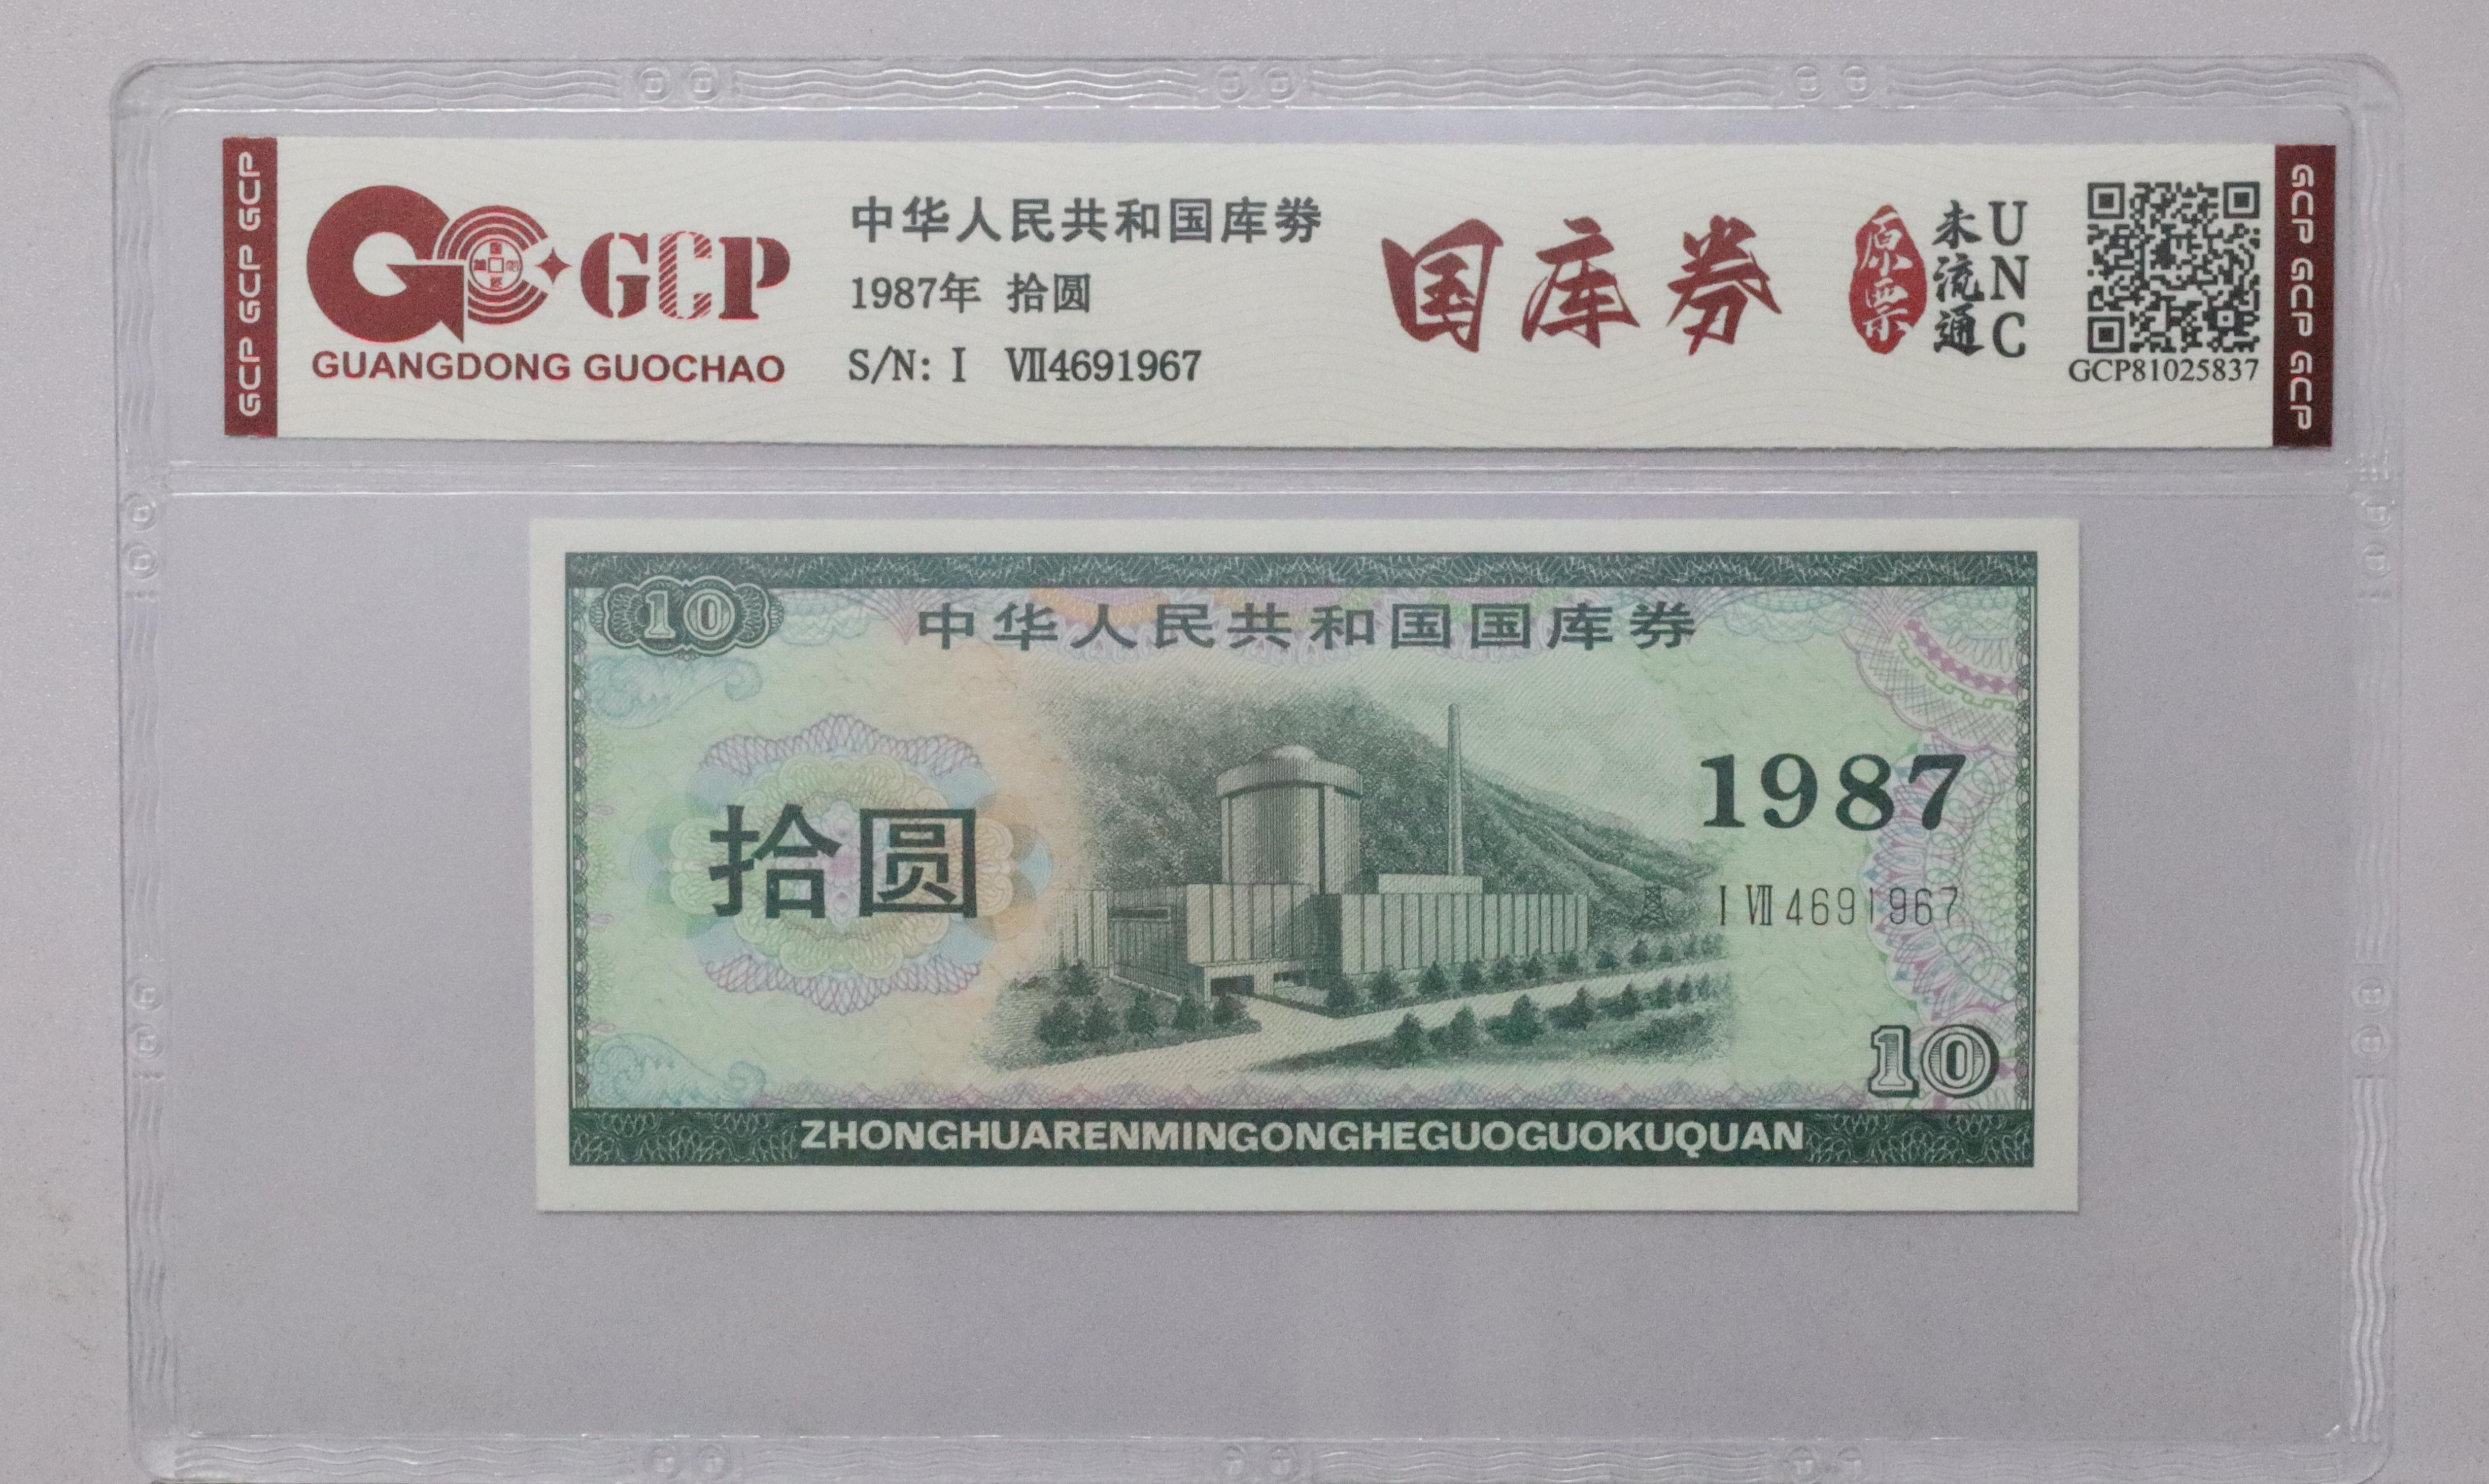 GCP GCP GCP
GCP
GUANGDONG GUOCHAO
中华人民共和国库券
1987年 拾圆
S/N: I Ⅶ4691967
国库券
原票
未流通
UNC
GCP81025837
GCP GCP GCP
10
中华人民共和国国库券
拾圆
1987
I Ⅶ 4691967
10
ZHONGHUARENMINGONGHEGUOGUOKUQUAN